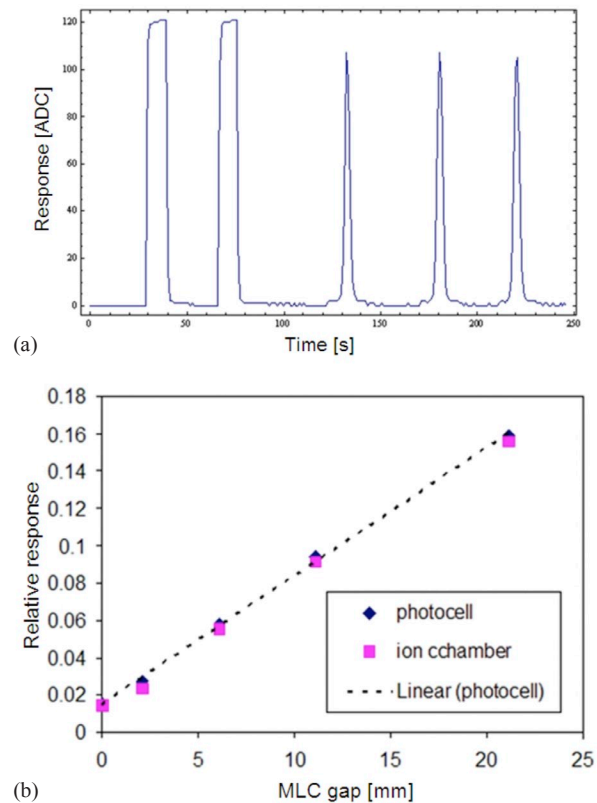 120
100
80
60
40
20
0
Response [ADC]
0 50 100 150 200 250
(a)
Time [s]
0.18
0.16
0.14
0.12
0.1
0.08
0.06
0.04
0.02
0
Relative response
photocell
ion cchamber
Linear (photocell)
0 5 10 15 20 25
(b)
MLC gap [mm]